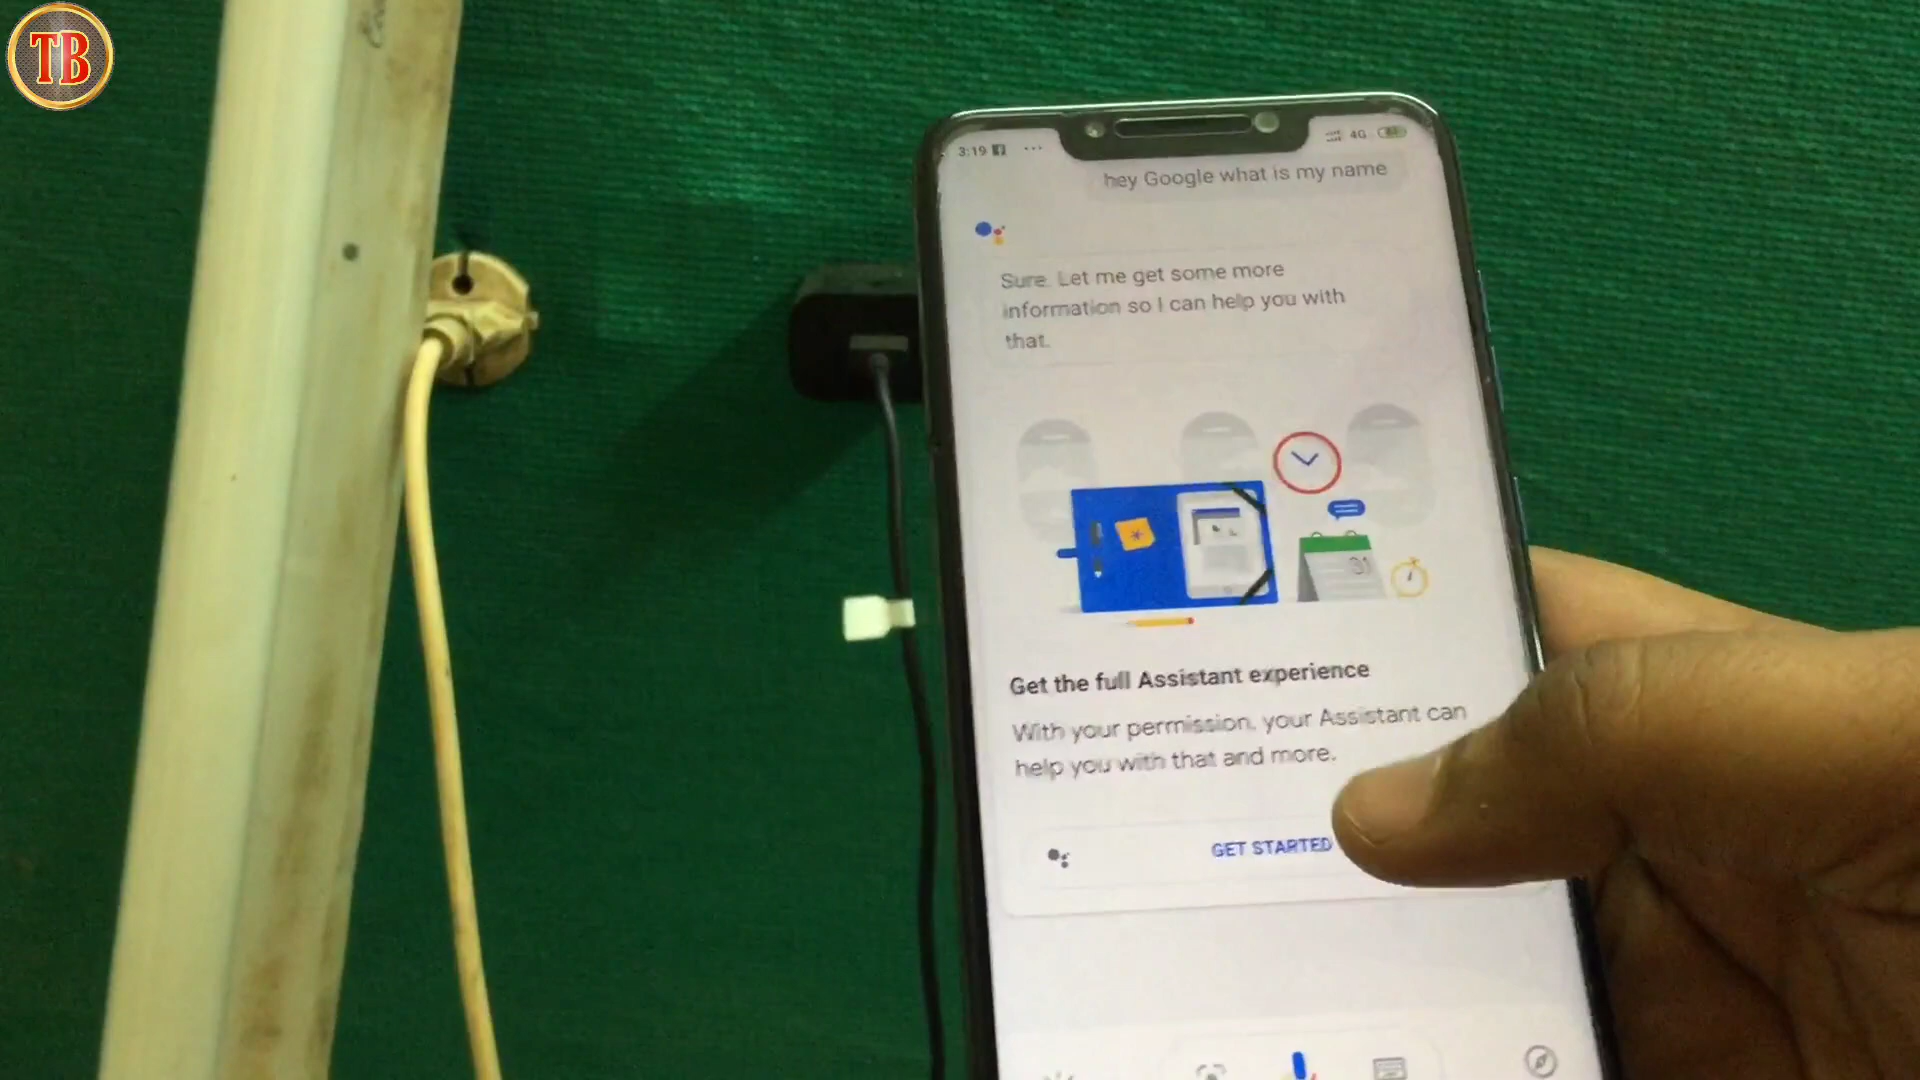 TB
3:19
4G
hey Google what is my name
Sure. Let me get some more
information so I can help you with
that.
31
Get the full Assistant experience
With your permission, your Assistant can
help you with that and more.
GET STARTED